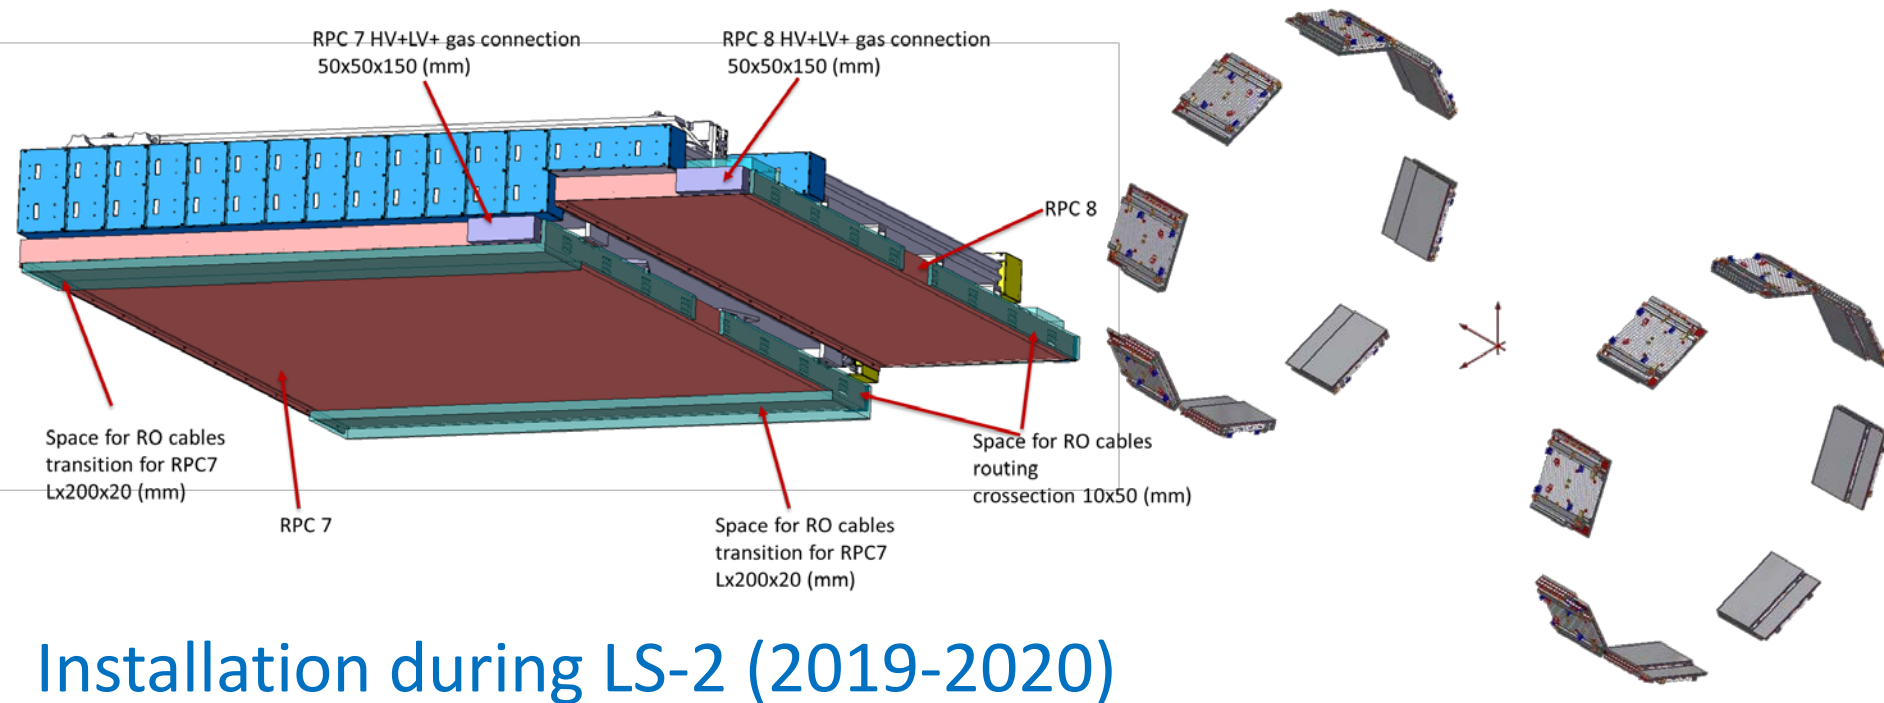 RPC 7 HV+LV+ gas connection
50x50x150 (mm)
RPC 8 HV+LV+ gas connection
50x50x150 (mm)
RPC 8
Space for RO cables
transition for RPC7
Lx200x20 (mm)
RPC 7
Space for RO cables
transition for RPC7
Lx200x20 (mm)
Space for RO cables
routing
crossection 10x50 (mm)
Installation during LS-2 (2019-2020)